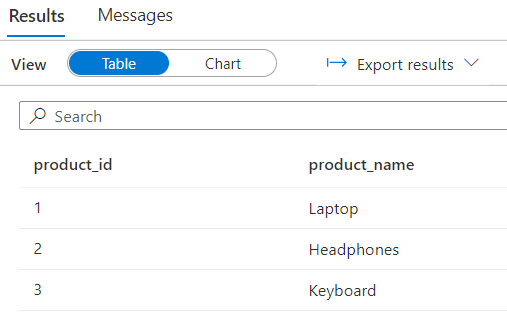 Results Messages
View Table Chart Export results
Search
product_id product_name
1 Laptop
2 Headphones
3 Keyboard